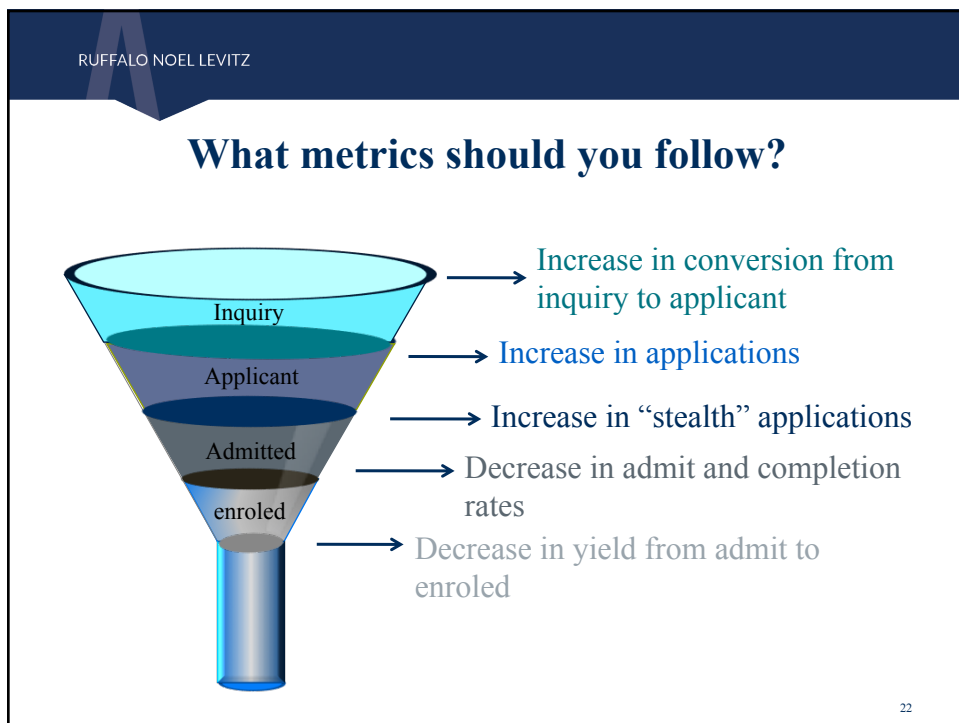 RUFFALO NOEL LEVITZ
What metrics should you follow?
Inquiry
Applicant
Admitted
enroled
Increase in conversion from
inquiry to applicant
Increase in applications
Increase in “stealth” applications
Decrease in admit and completion
rates
Decrease in yield from admit to
enroled
22